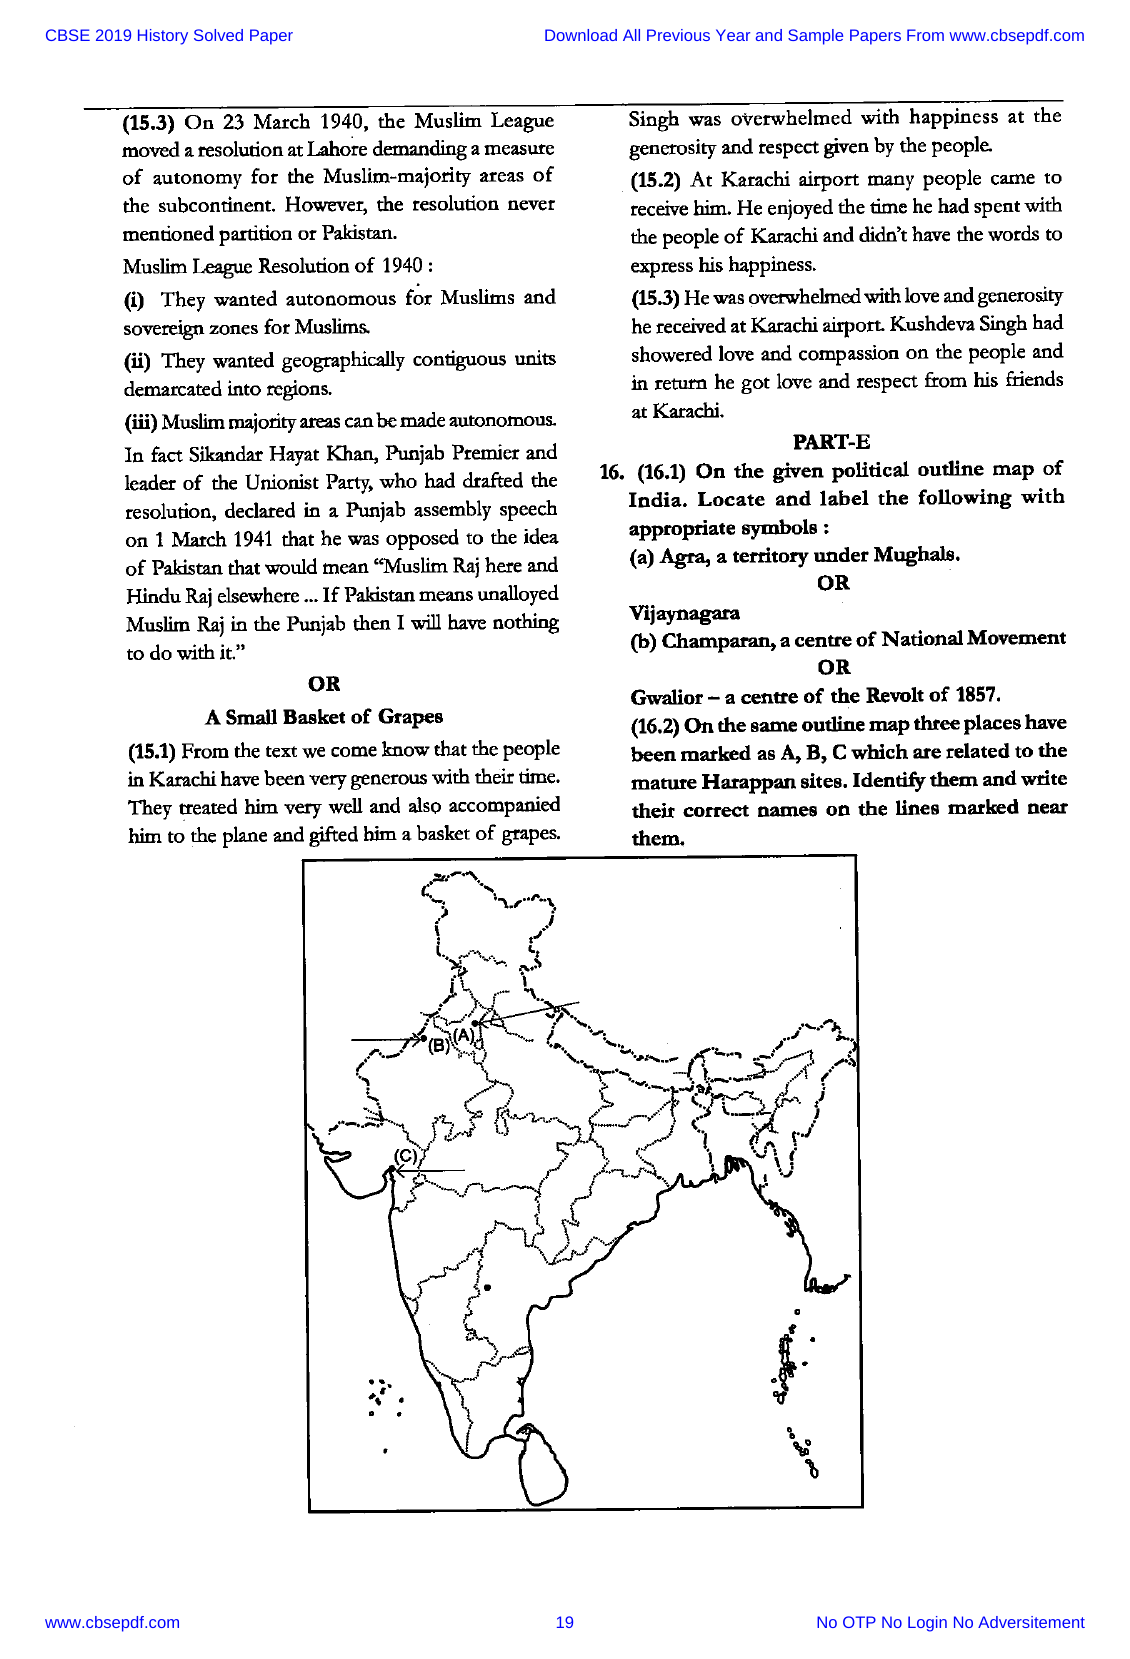 CBSE 2019 History Solved Paper
Download All Previous Year and Sample Papers From www.cbsepdf.com
(15.3) On 23 March 1940, the Muslim League
moved a resolution at Lahore demanding a measure
of autonomy for the Muslim-majority areas of
the subcontinent. However, the resolution never
mentioned partition or Pakistan.
Muslim League Resolution of 1940 :
(i) They wanted autonomous for Muslims and
sovereign zones for Muslims.
(ii) They wanted geographically contiguous units
demarcated into regions.
(iii) Muslim majority areas can be made autonomous.
In fact Sikandar Hayat Khan, Punjab Premier and
leader of the Unionist Party, who had drafted the
resolution, declared in a Punjab assembly speech
on 1 March 1941 that he was opposed to the idea
of Pakistan that would mean “Muslim Raj here and
Hindu Raj elsewhere ... If Pakistan means unalloyed
Muslim Raj in the Punjab then I will have nothing
to do with it.”
OR
A Small Basket of Grapes
(15.1) From the text we come know that the people
in Karachi have been very generous with their time.
They treated him very well and also accompanied
him to the plane and gifted him a basket of grapes.
Singh was overwhelmed with happiness at the
generosity and respect given by the people.
(15.2) At Karachi airport many people came to
receive him. He enjoyed the time he had spent with
the people of Karachi and didn’t have the words to
express his happiness.
(15.3) He was overwhelmed with love and generosity
he received at Karachi airport. Kushdeva Singh had
showered love and compassion on the people and
in return he got love and respect from his friends
at Karachi.
PART-E
16. (16.1) On the given political outline map of
India. Locate and label the following with
appropriate symbols :
(a) Agra, a territory under Mughals.
OR
Vijaynagara
(b) Champaran, a centre of National Movement
OR
Gwalior – a centre of the Revolt of 1857.
(16.2) On the same outline map three places have
been marked as A, B, C which are related to the
mature Harappan sites. Identify them and write
their correct names on the lines marked near
them.
(A)
(B)
(C)
www.cbsepdf.com
19
No OTP No Login No Adversitement